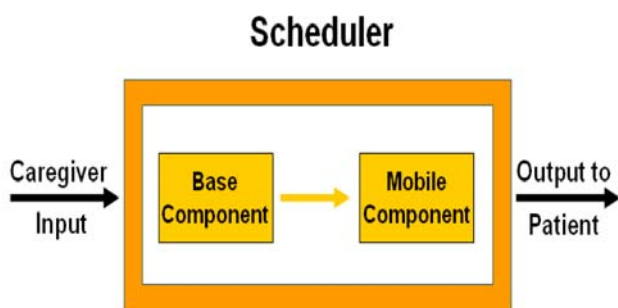 Scheduler
Caregiver
Input
Base
Component
Mobile
Component
Output to
Patient